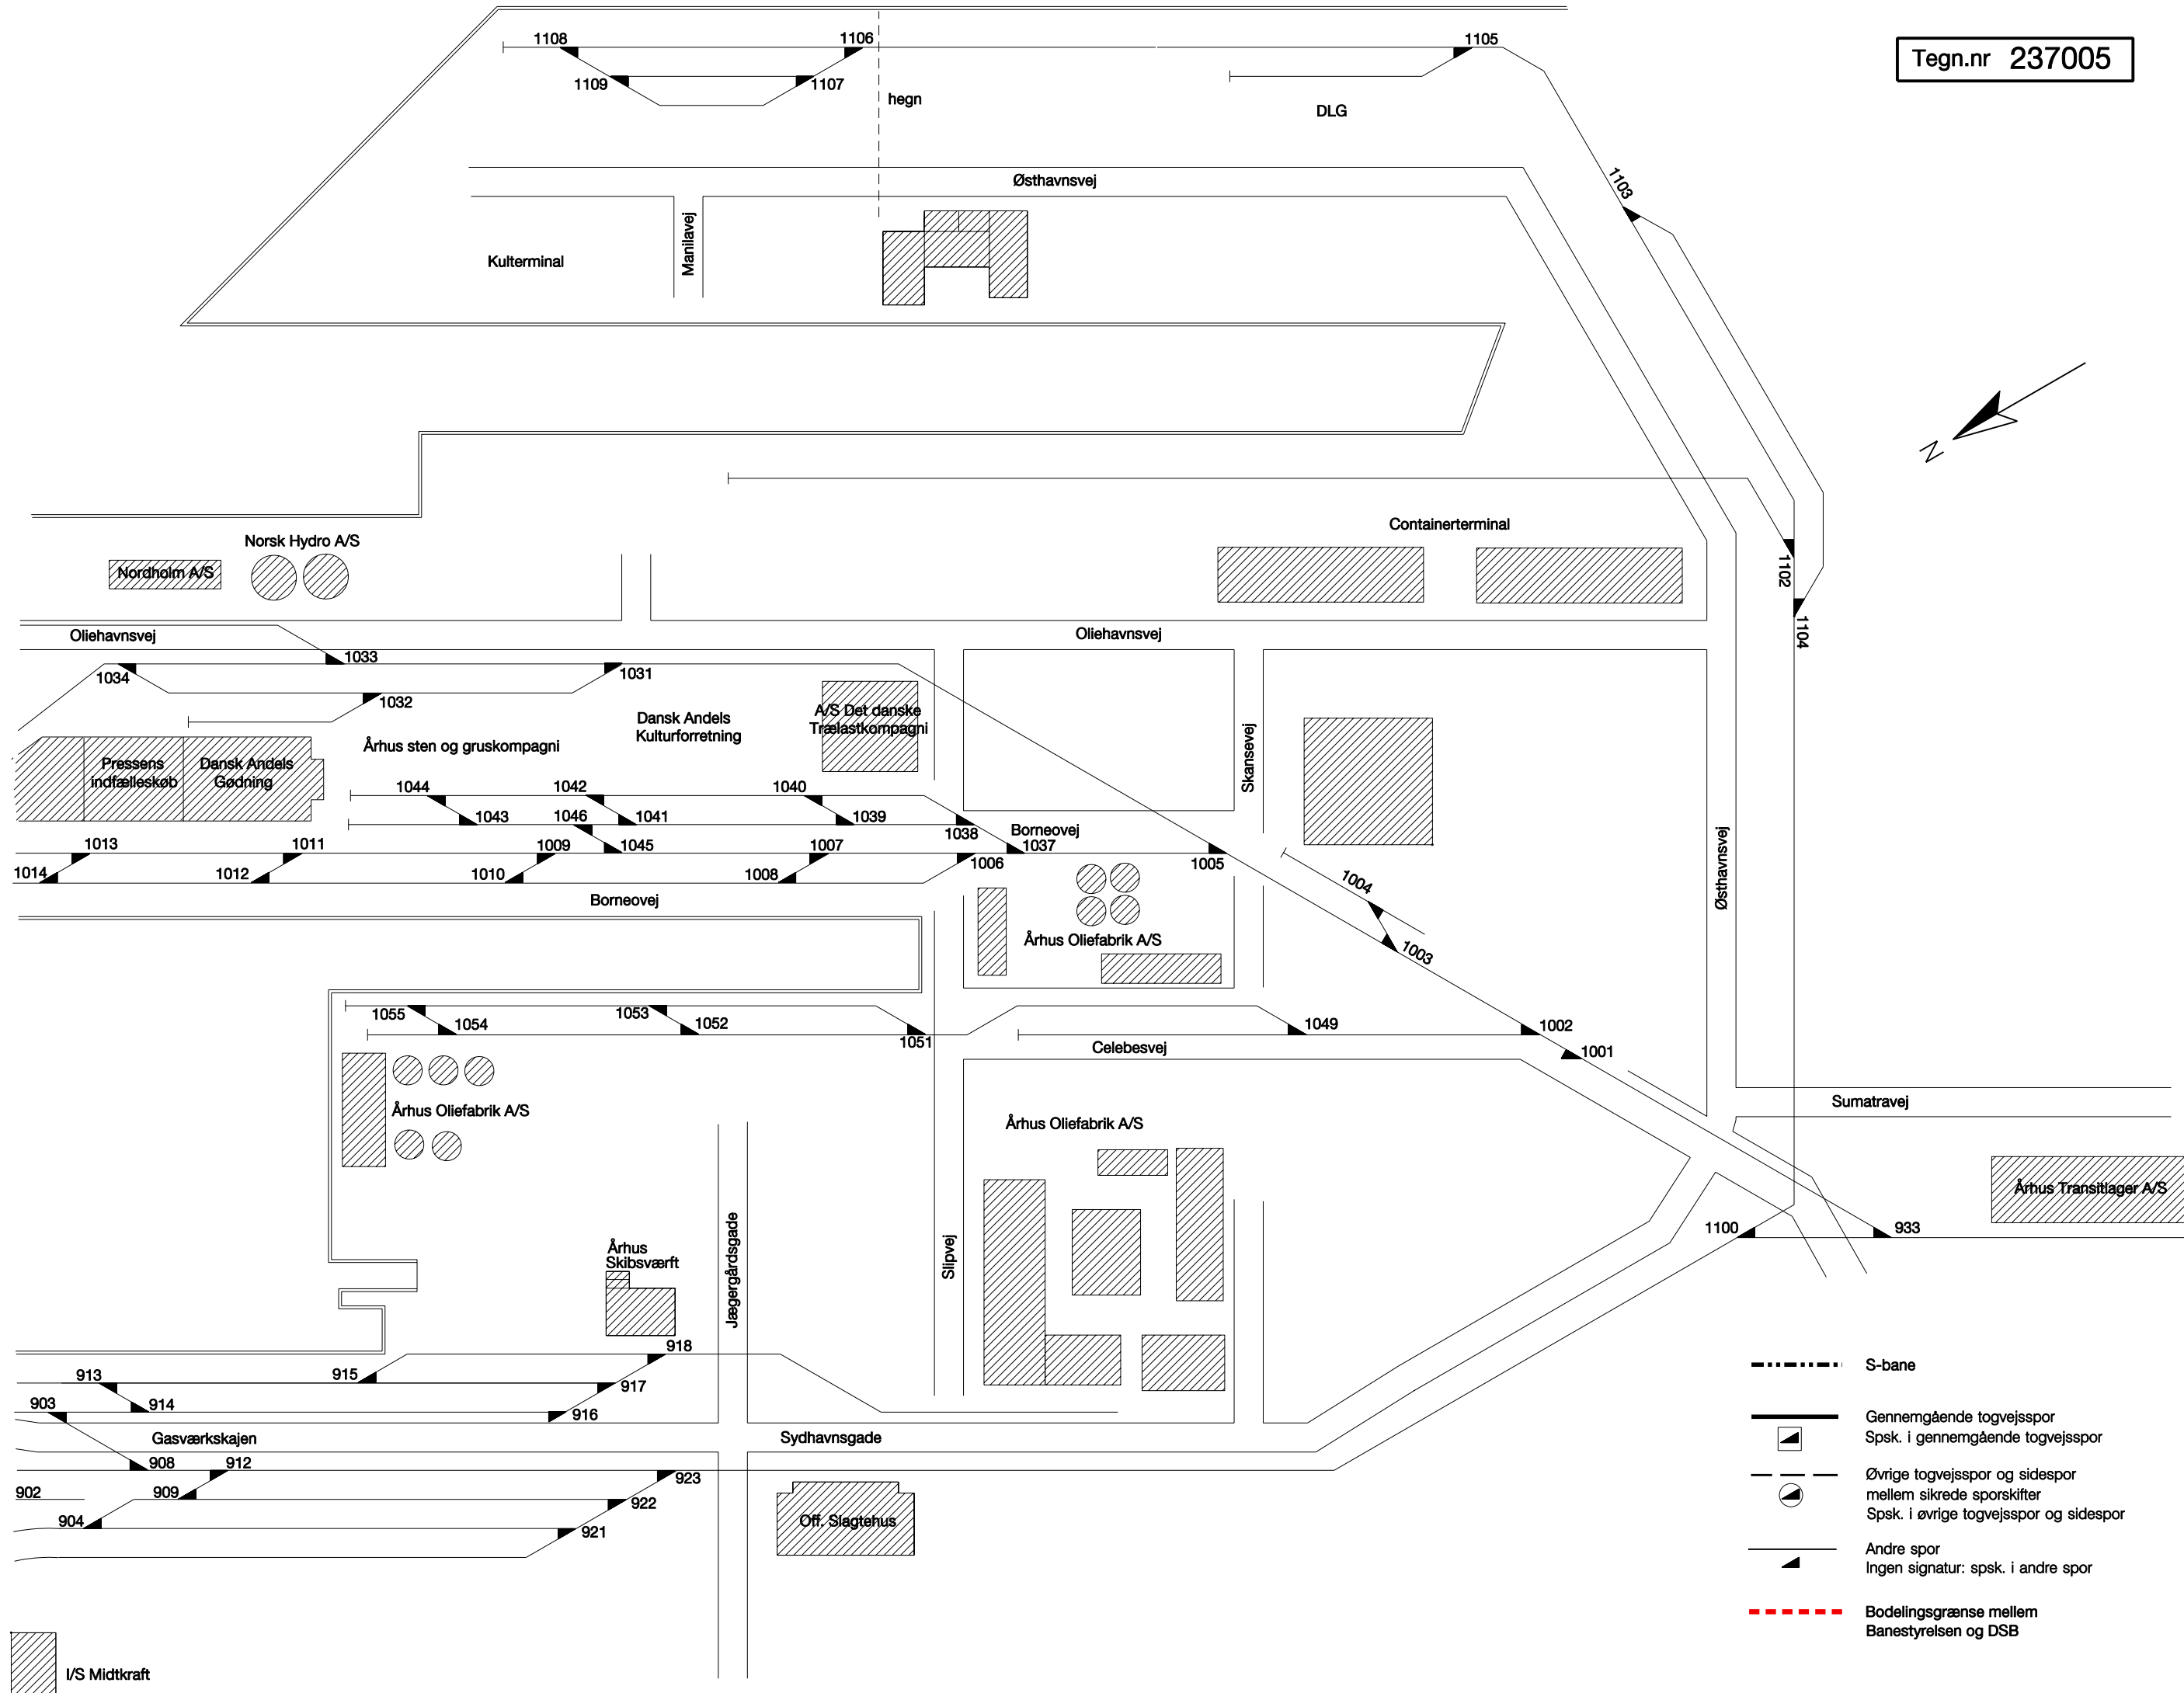 Tegn.nr 237005
1108
1106
1105
1109
1107
hegn
DLG
1103
Østhavnsvej
Manilavej
Kulterminal
N
Containerterminal
Norsk Hydro A/S
Nordholm A/S
1102
1104
Oliehavnsvej
Oliehavnsvej
1033
1034
1031
1032
Dansk Andels
Kulturforretning
A/S Det danske
Trælastkompagni
Århus sten og gruskompagni
Skansevej
Pressens
indfælleskøb
Dansk Andels
Gødning
1044
1042
1040
1043
1046
1041
1039
1038
Borneovej
1037
1013
1011
1009
1045
1007
1006
1005
1014
1012
1010
1008
1004
Østhavnsvej
Borneovej
Århus Oliefabrik A/S
1003
1055
1054
1053
1052
1051
1049
1002
Celebesvej
1001
Århus Oliefabrik A/S
Århus Oliefabrik A/S
Sumatravej
Århus Transitlager A/S
Århus
Skibsværft
Jægergårdsgade
Slipvej
1100
933
918
913
915
917
903
914
916
Gasværkskajen
Sydhavnsgade
908
912
923
902
909
922
904
921
Off. Slagtehus
I/S Midtkraft
S-bane
Gennemgående togvejsspor
Spsk. i gennemgående togvejsspor
Øvrige togvejsspor og sidespor
mellem sikrede sporskifter
Spsk. i øvrige togvejsspor og sidespor
Andre spor
Ingen signatur: spsk. i andre spor
Bodelingsgrænse mellem
Banestyrelsen og DSB